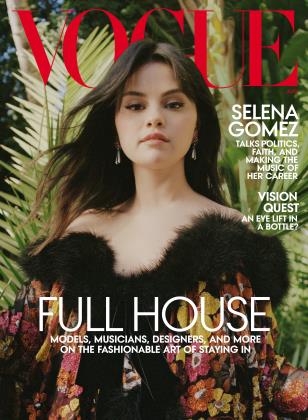 VOGUE
SELENA
GOMEZ
TALKS POLITICS,
FAITH, AND
MAKING THE
MUSIC OF
HER CAREER
VISION
QUEST
AN EYE LIFT IN
A BOTTLE?
FULL HOUSE
MODELS, MUSICIANS, DESIGNERS, AND MORE
ON THE FASHIONABLE ART OF STAYING IN